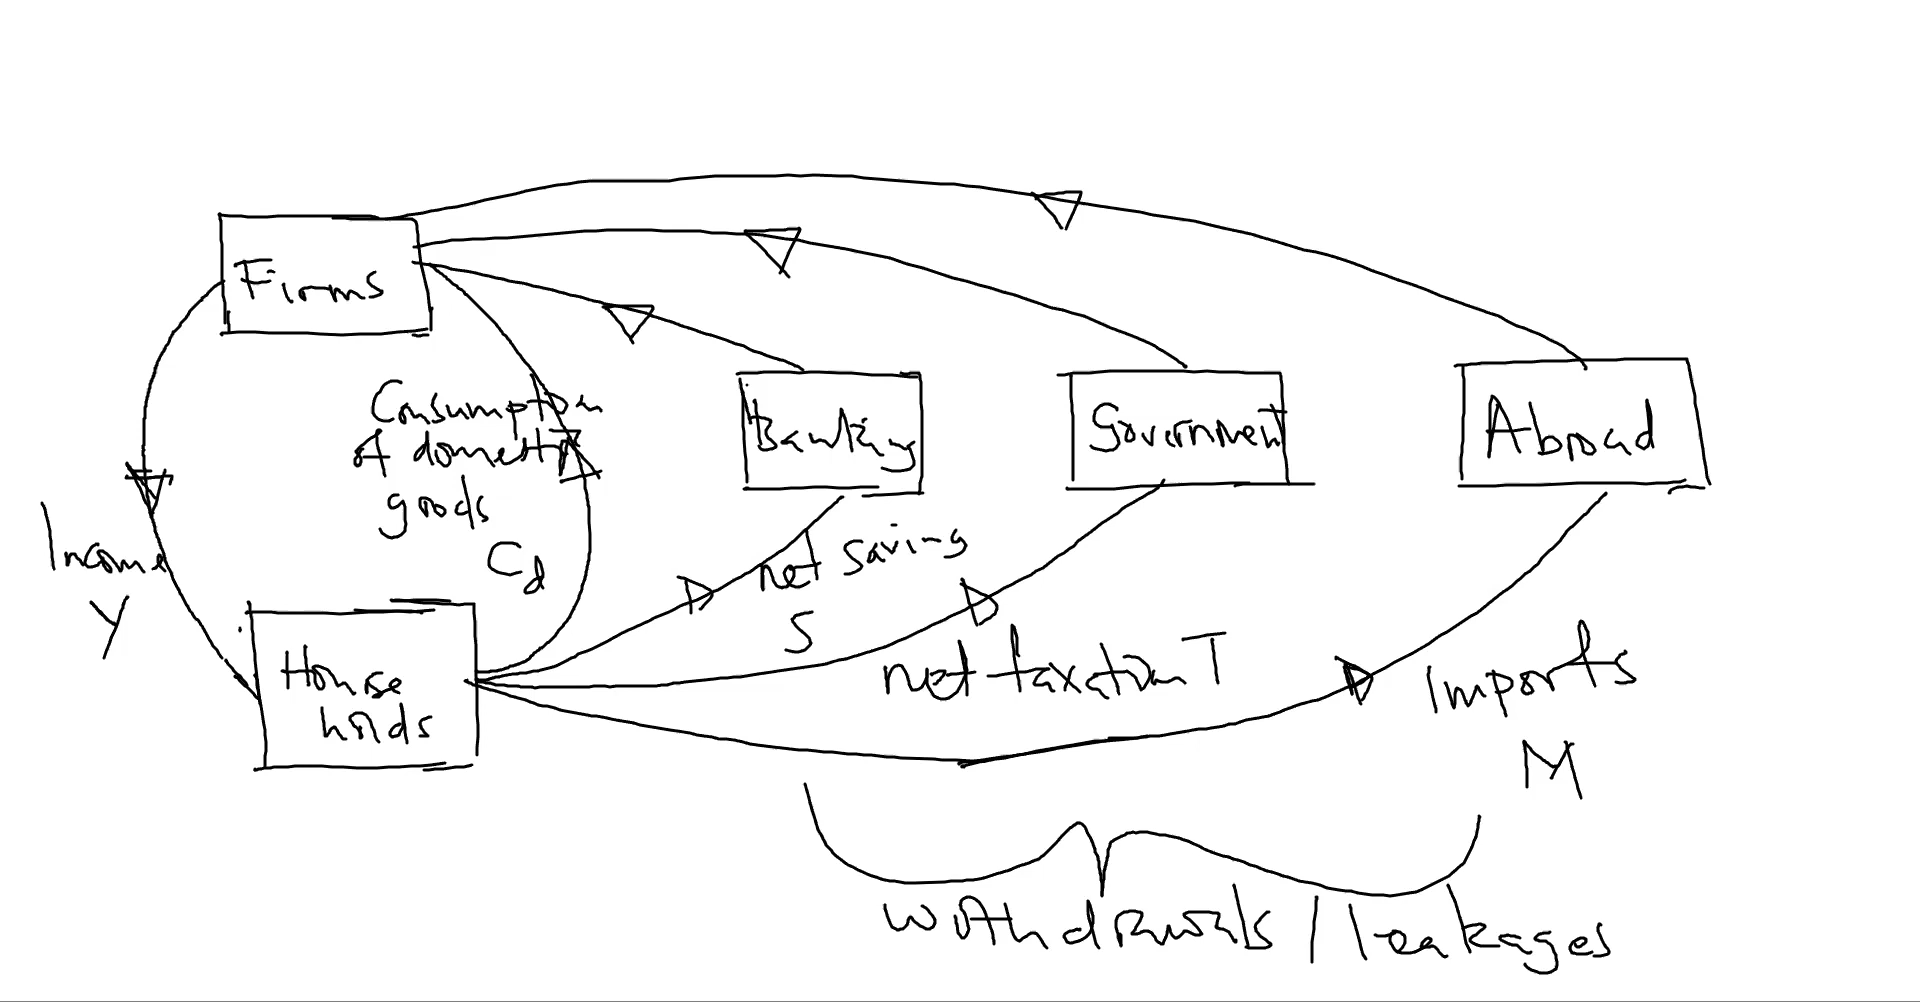 Firms
Consumption
of domestic
goods
Cd
Banking
Government
Abroad
Income
Y
net saving
S
House
holds
net taxation T
Imports
M
withdrawals / leakages